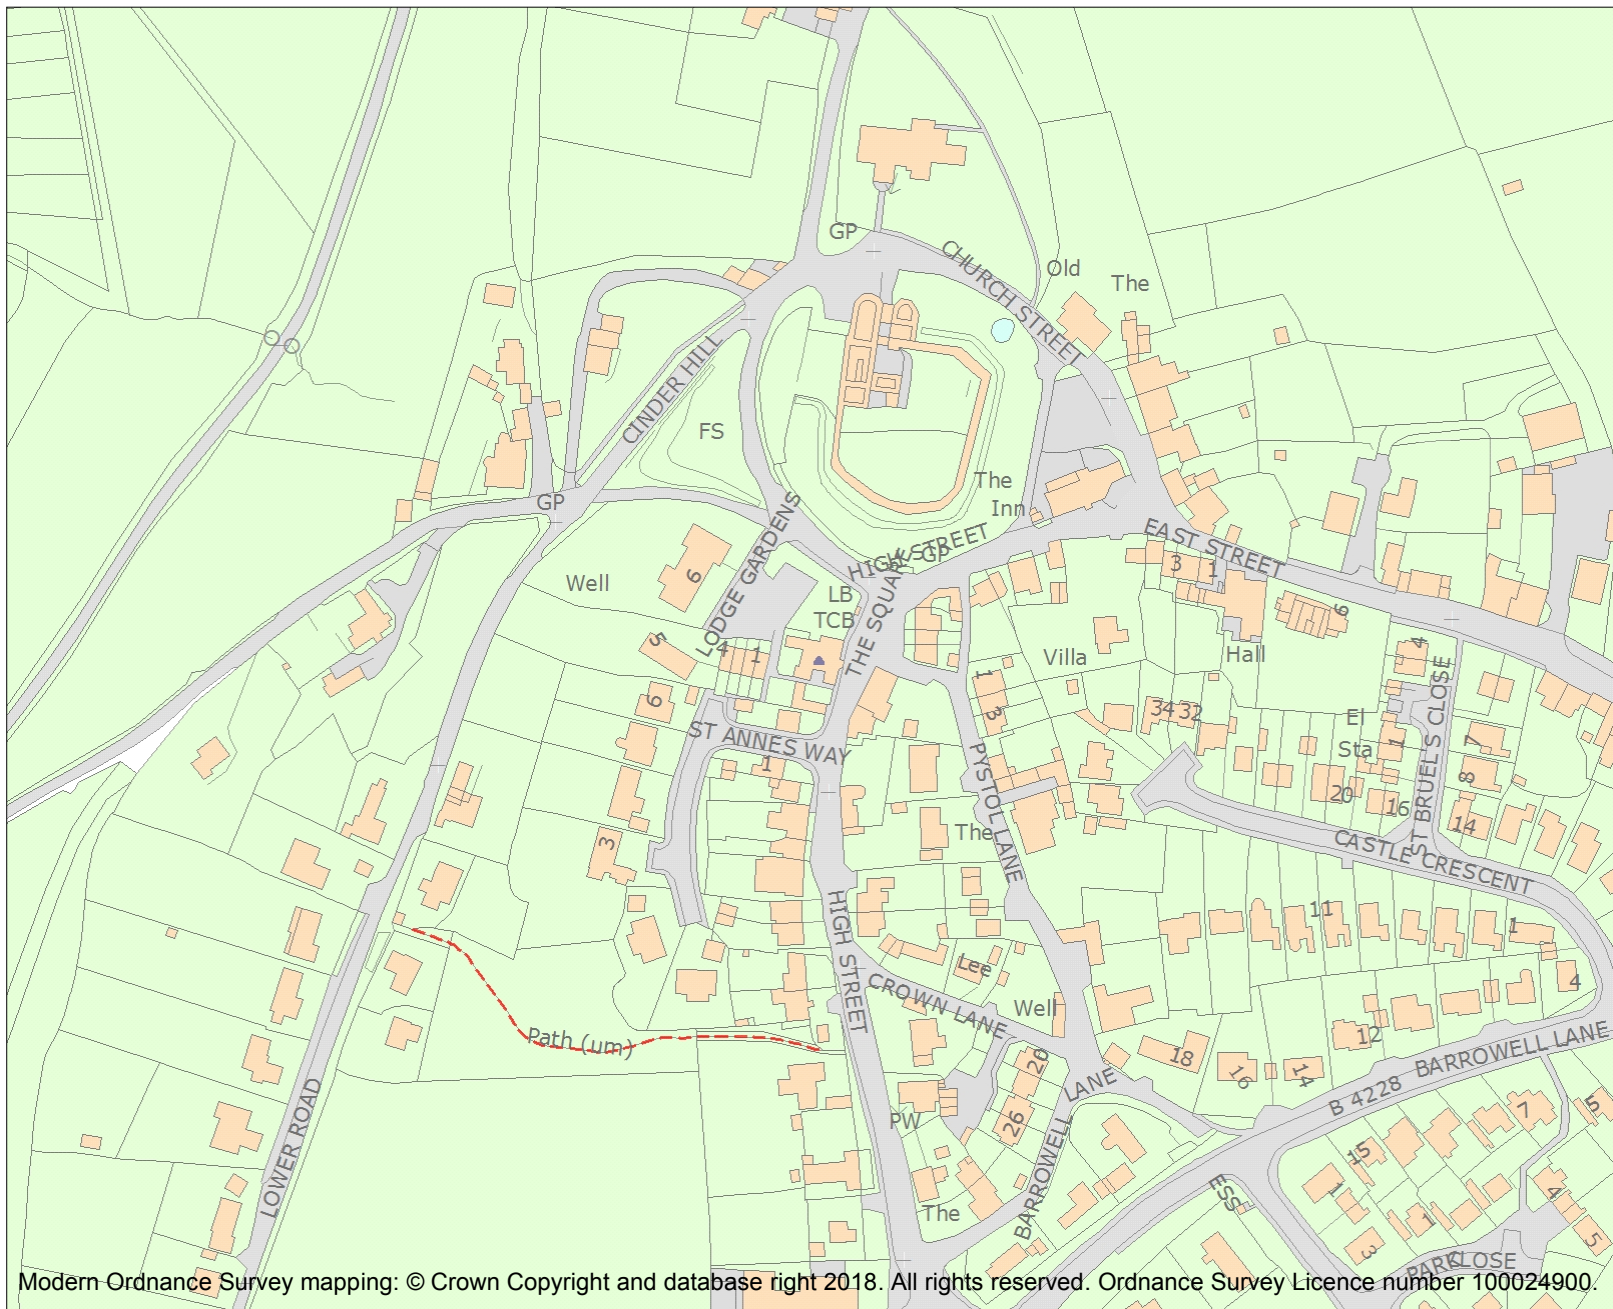 GP
CHURCH STREET
Old
The
CINDER HILL
FS
The
Inn
GP
LODGE GARDENS
HIGH STREET
GP
EAST STREET
3
1
Well
6
LB
TCB
THE SQUARE
9
5
4
1
Villa
Hall
4
6
1
3
34
32
El
Sta
1
7
8
ST BRUEL'S CLOSE
ST ANNES WAY
1
20
16
14
PYSTOL LANE
The
3
CASTLE CRESCENT
11
1
HIGH STREET
Lee
4
CROWN LANE
Well
12
Path (um)
18
16
14
BARROWELL LANE
B 4228
20
26
LANE
BARROWELL
PW
7
5
15
LOWER ROAD
ESS
1
4
The
1
3
5
PARK
CLOSE
Modern Ordnance Survey mapping: © Crown Copyright and database right 2018. All rights reserved. Ordnance Survey Licence number 100024900.